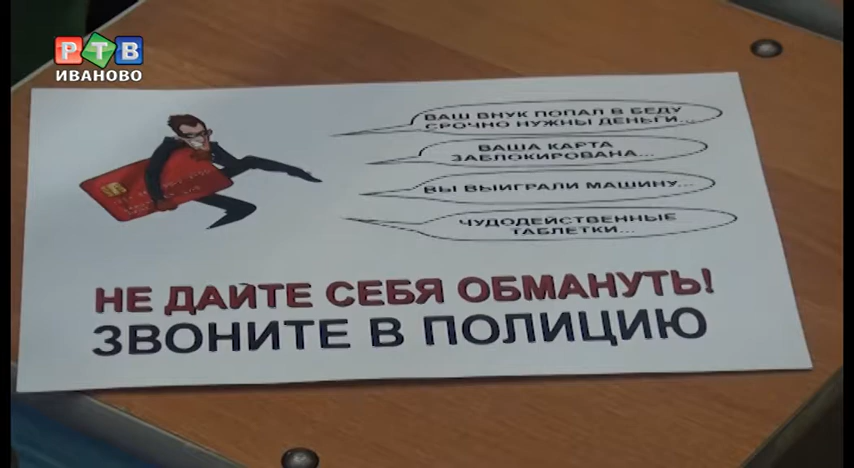 РТВ
ИВАНОВО
ВАШ ВНУК ПОПАЛ В БЕДУ
СРОЧНО НУЖНЫ ДЕНЬГИ...
ВАША КАРТА
ЗАБЛОКИРОВАНА...
ВЫ ВЫИГРАЛИ МАШИНУ...
ЧУДОДЕЙСТВЕННЫЕ
ТАБЛЕТКИ...
НЕ ДАЙТЕ СЕБЯ ОБМАНУТЬ!
ЗВОНИТЕ В ПОЛИЦИЮ